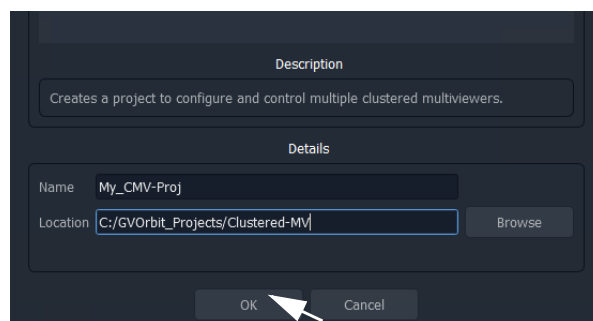 Description
Creates a project to configure and control multiple clustered multiviewers.
Details
Name My_CMV-Proj
Location C:/GVOrbit_Projects/Clustered-MV Browse
OK Cancel